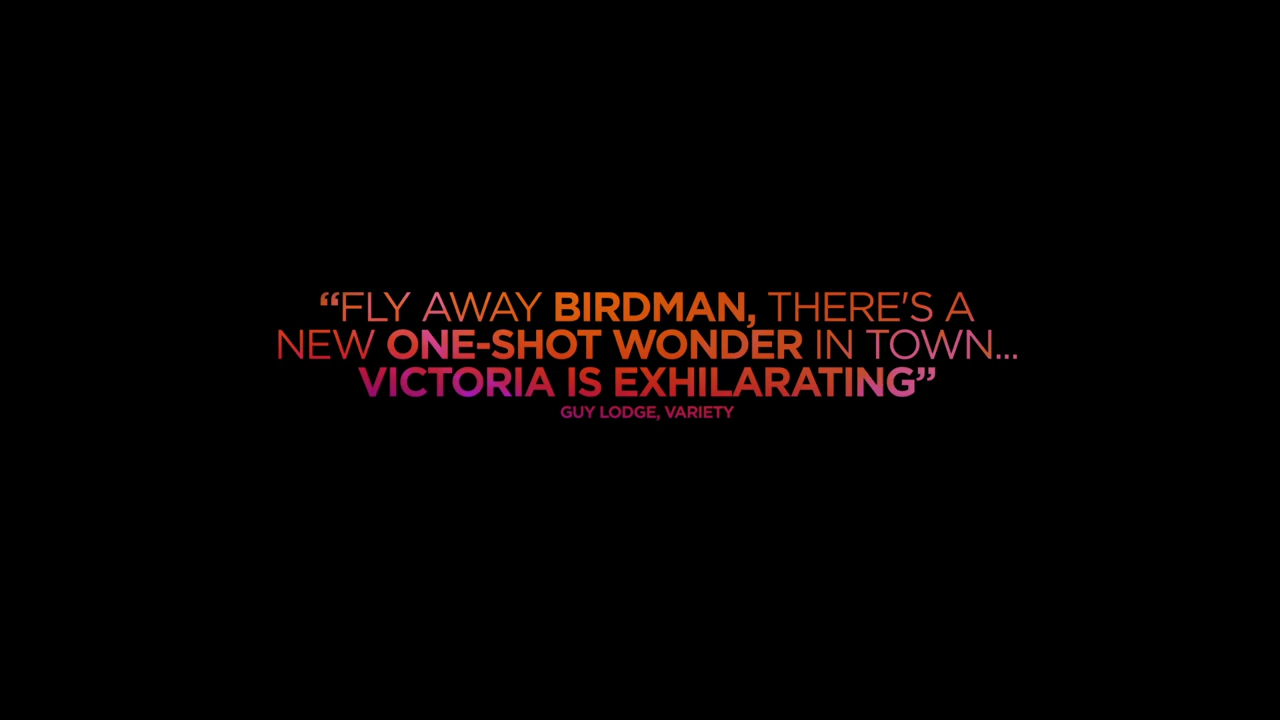 “FLY AWAY BIRDMAN, THERE'S A
NEW ONE-SHOT WONDER IN TOWN...
VICTORIA IS EXHILARATING”
GUY LODGE, VARIETY